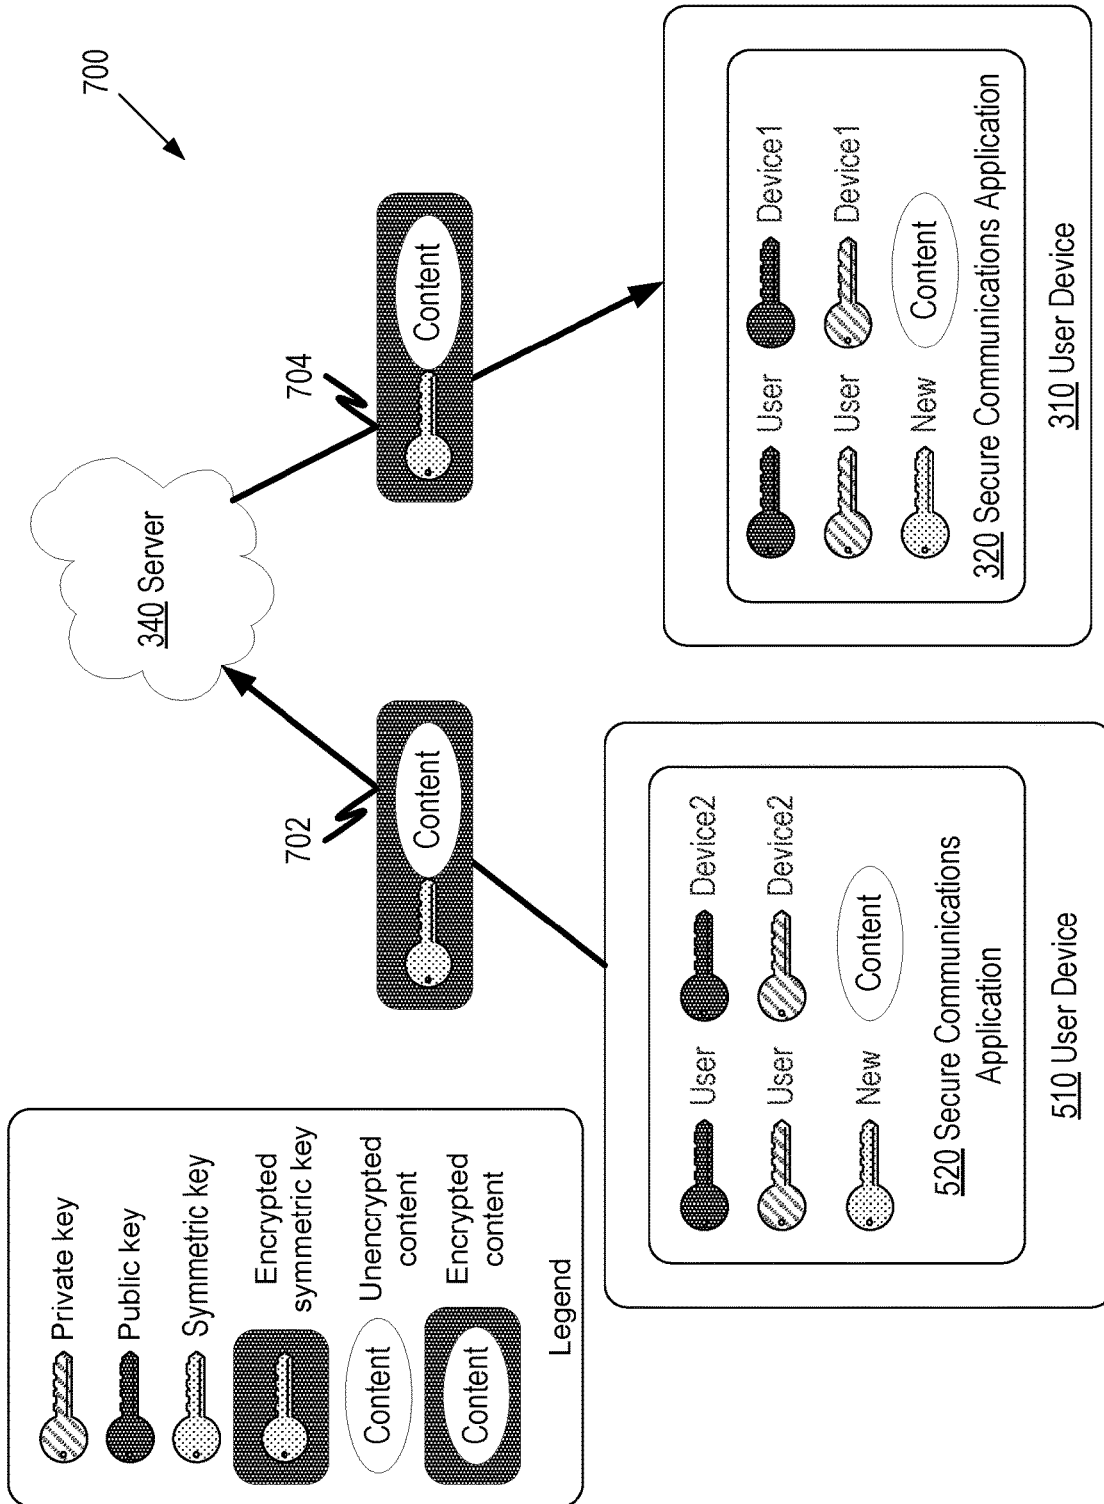 Private key
Public key
Symmetric key
Encrypted
symmetric key
Content
Unencrypted
content
Content
Encrypted
content
Legend
700
340 Server
702
Content
704
Content
User
Device2
User
Device2
New
Content
520 Secure Communications
Application
510 User Device
User
Device1
User
Device1
New
Content
320 Secure Communications Application
310 User Device